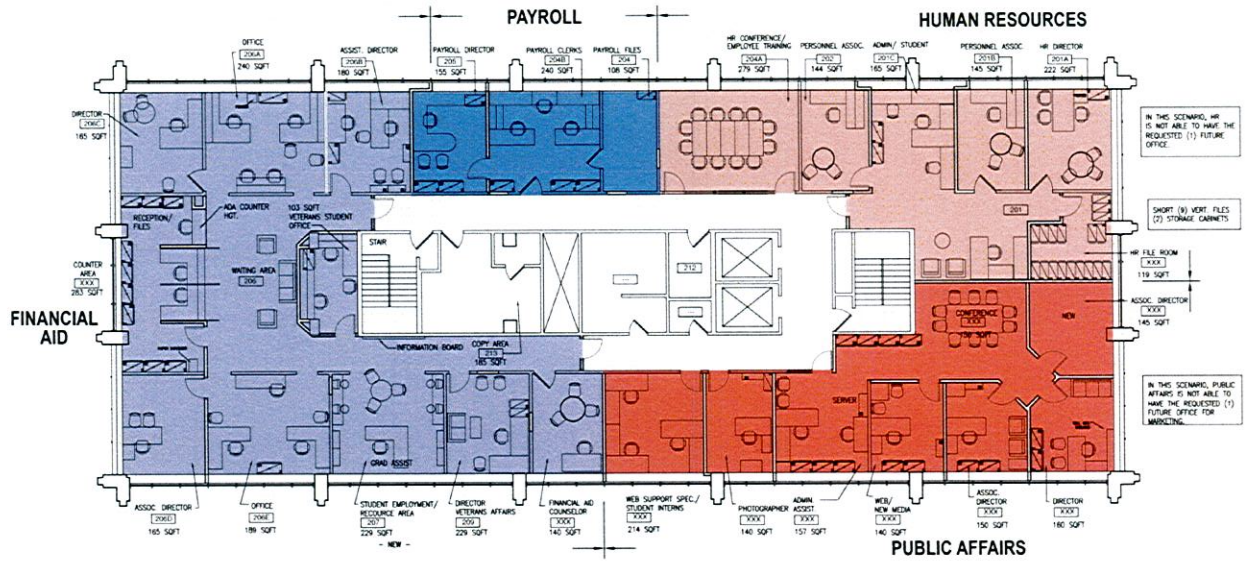 PAYROLL
HUMAN RESOURCES
OFFICE
206A
240 SQFT
ASSIST. DIRECTOR
206B
180 SQFT
PAYROLL DIRECTOR
205
155 SQFT
PAYROLL CLERKS
204B
240 SQFT
PAYROLL FILES
204
108 SQFT
HR CONFERENCE/
EMPLOYEE TRAINING
204A
279 SQFT
PERSONNEL ASSOC.
202
144 SQFT
ADMIN/ STUDENT
201C
165 SQFT
PERSONNEL ASSOC.
201B
145 SQFT
HR DIRECTOR
201A
222 SQFT
DIRECTOR
206C
165 SQFT
IN THIS SCENARIO, HR
IS NOT ABLE TO HAVE THE
REQUESTED (1) FUTURE
OFFICE.
RECEPTION/
FILES
ADA COUNTER
HGT.
103 SQFT
VETERANS STUDENT
OFFICE
STAIR
201
SHORT (9) VERT. FILES
(2) STORAGE CABINETS
HR FILE ROOM
XXX
119 SQFT
COUNTER
AREA
XXX
283 SQFT
WAITING AREA
206
212
FINANCIAL
AID
INFORMATION BOARD
COPY AREA
213
185 SQFT
CONFERENCE
XXX
NEW
ASSOC. DIRECTOR
XXX
145 SQFT
IN THIS SCENARIO, PUBLIC
AFFAIRS IS NOT ABLE TO
HAVE THE REQUESTED (1)
FUTURE OFFICE FOR
MARKETING.
SERVER
GRAD ASSIST
ASSOC. DIRECTOR
206D
165 SQFT
OFFICE
206E
189 SQFT
STUDENT EMPLOYMENT/
RECOURCE AREA
207
229 SQFT
- NEW -
DIRECTOR
VETERANS AFFAIRS
209
229 SQFT
FINANCIAL AID
COUNSELOR
XXX
140 SQFT
WEB SUPPORT SPEC./
STUDENT INTERNS
XXX
214 SQFT
PHOTOGRAPHER
XXX
140 SQFT
ADMIN.
ASSIST.
XXX
157 SQFT
WEB/
NEW MEDIA
XXX
140 SQFT
ASSOC.
DIRECTOR
XXX
150 SQFT
DIRECTOR
XXX
160 SQFT
PUBLIC AFFAIRS